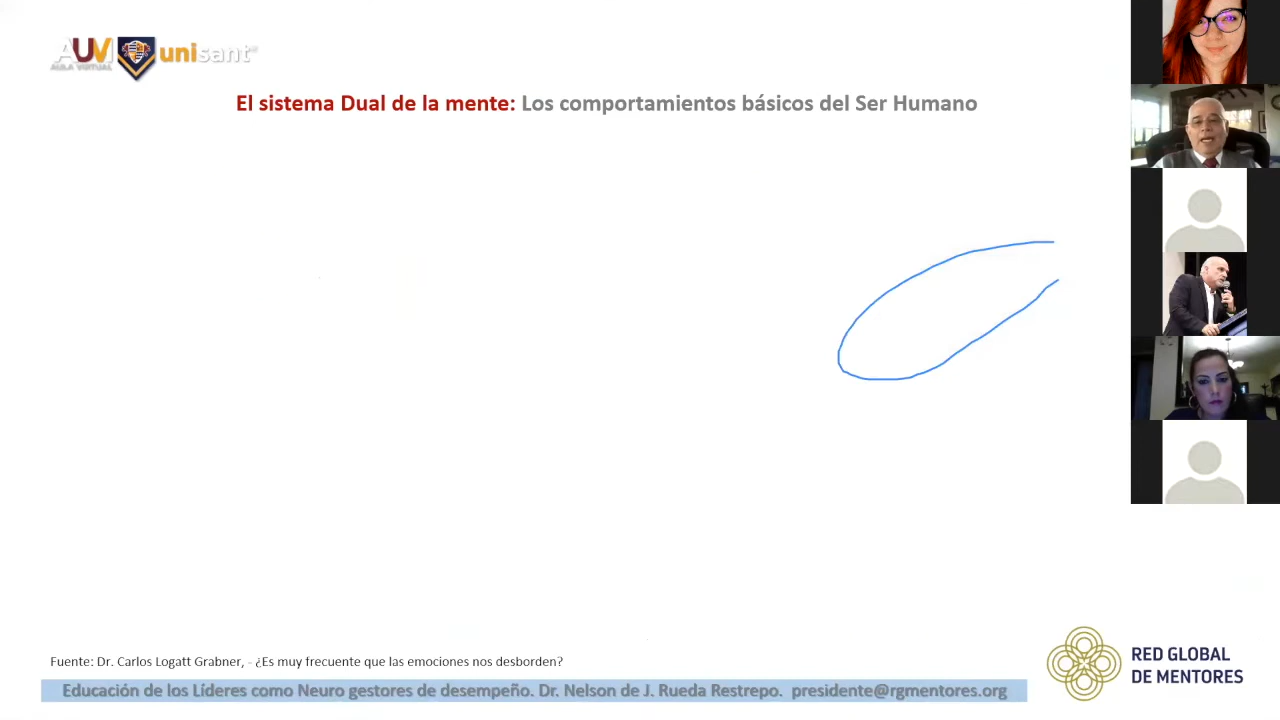 AUVI
AULA VIRTUAL
unisant
El sistema Dual de la mente: Los comportamientos básicos del Ser Humano
Fuente: Dr. Carlos Logatt Grabner, - ¿Es muy frecuente que las emociones nos desborden?
Educación de los Líderes como Neuro gestores de desempeño. Dr. Nelson de J. Rueda Restrepo. presidente@rgmentores.org
RED GLOBAL
DE MENTORES